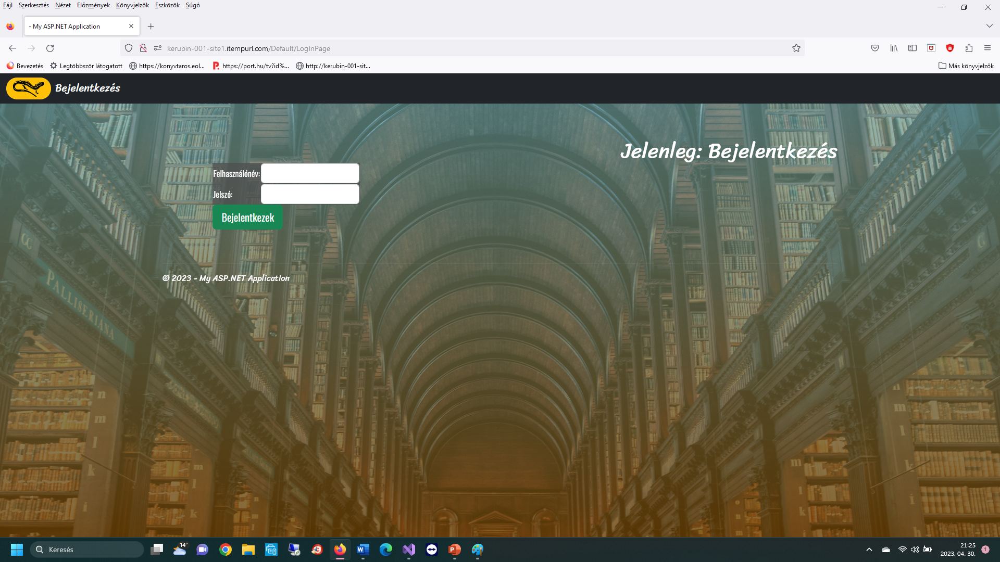 Fájl Szerkesztés Nézet Előzmények Könyvjelzők Eszközök Súgó
- My ASP.NET Application
kerubin-001-site1.itempurl.com/Default/LogInPage
Bevezetés Legtöbbször látogatott https://konyvtaros.eol... https://port.hu/tv?id%... http://kerubin-001-sit... Más könyvjelzők
Bejelentkezés
Jelenleg: Bejelentkezés
Felhasználónév:
Jelszó:
Bejelentkezek
© 2023 - My ASP.NET Application
GG
PALLISERIANA
G
n
m
l
k
i
m
l
k
i
n
m
l
k
i
m
l
k
i
Keresés
14°
21:25
2023. 04. 30.
1